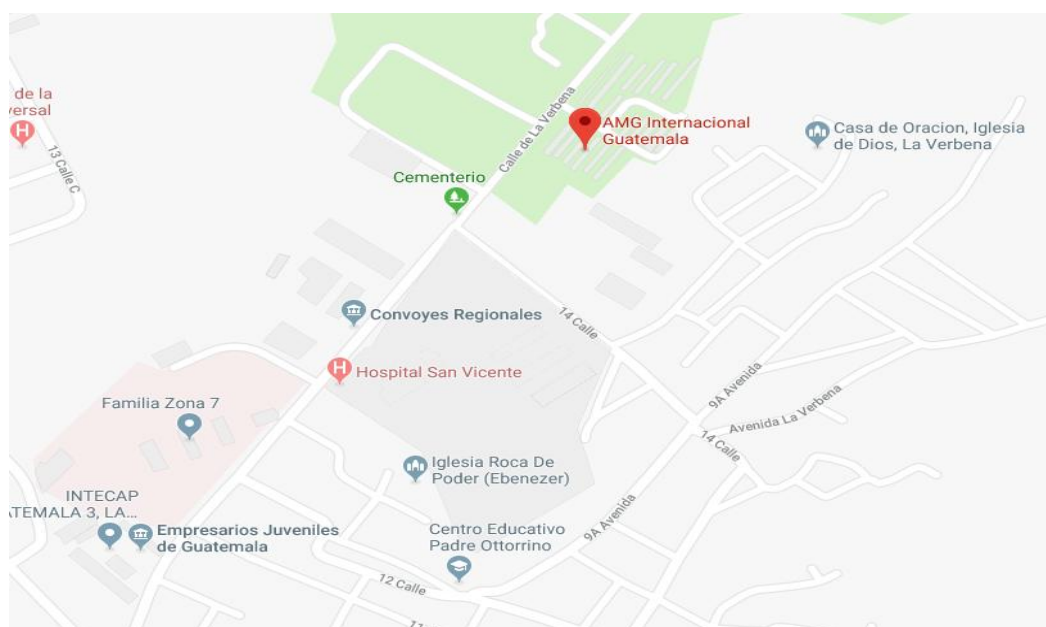 de la
versal
13 Calle C
Calle de La Verbena
AMG Internacional
Guatemala
Casa de Oracion, Iglesia
de Dios, La Verbena
Cementerio
Convoyes Regionales
14 Calle
Hospital San Vicente
9A Avenida
Avenida La Verbena
14 Calle
Familia Zona 7
Iglesia Roca De
Poder (Ebenezer)
INTECAP
TEMALA 3, LA...
Empresarios Juveniles
de Guatemala
9A Avenida
Centro Educativo
Padre Ottorrino
12 Calle